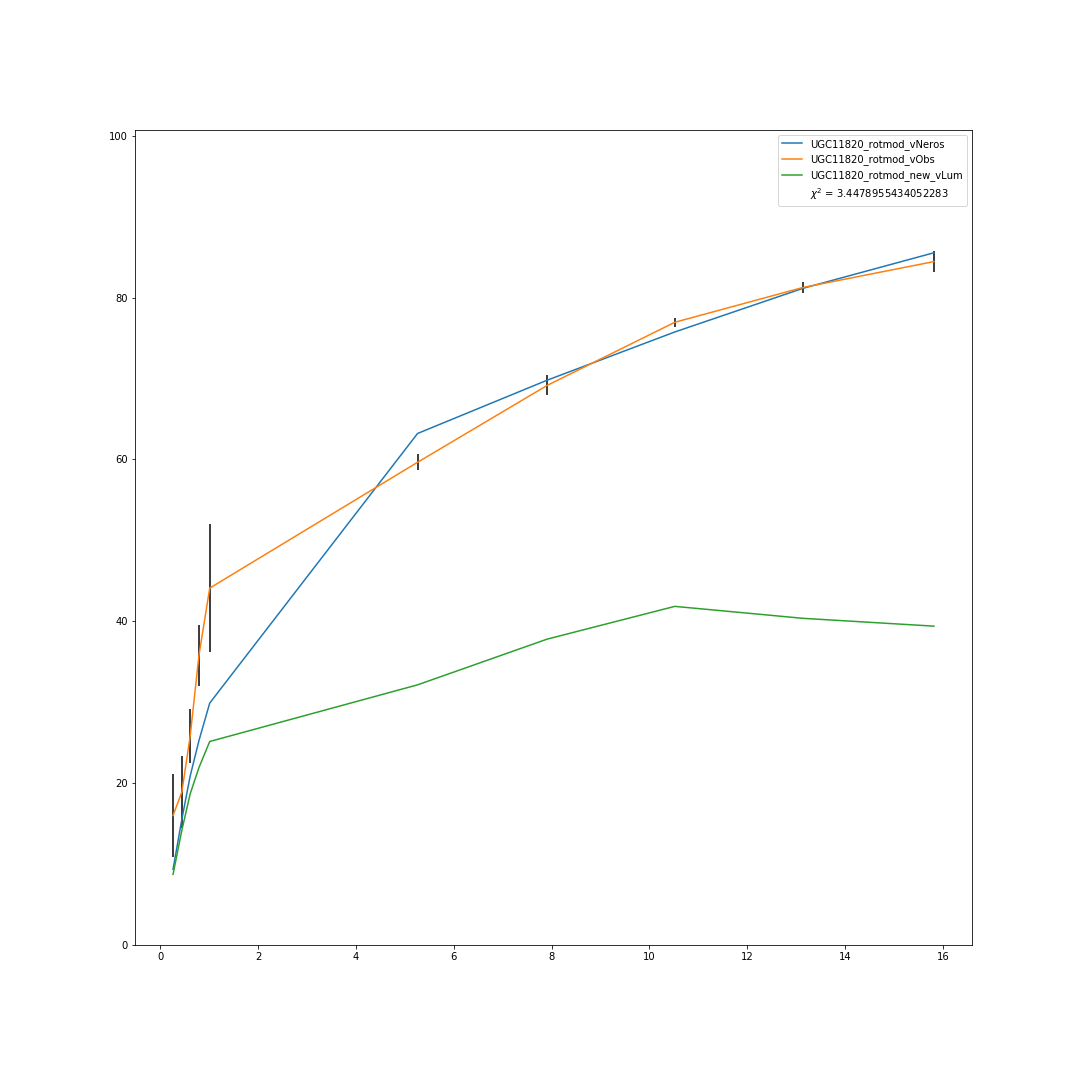 UGC11820_rotmod_vNeros
UGC11820_rotmod_vObs
UGC11820_rotmod_new_vLum
χ² = 3.4478955434052283
100
80
60
40
20
0
0 2 4 6 8 10 12 14 16